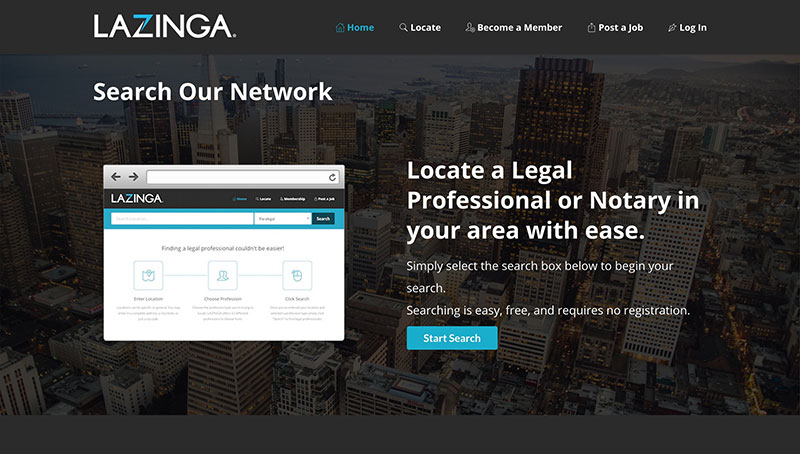 LAZINGA®
Home
Locate
Become a Member
Post a Job
Log In
Search Our Network
LAZINGA
Home
Locate
Membership
Post a Job
Paralegal
Search
Finding a legal professional couldn't be easier!
Enter Location
Choose Profession
Click Search
Locate a Legal
Professional or Notary in
your area with ease.
Simply select the search box below to begin your
search.
Searching is easy, free, and requires no registration.
Start Search